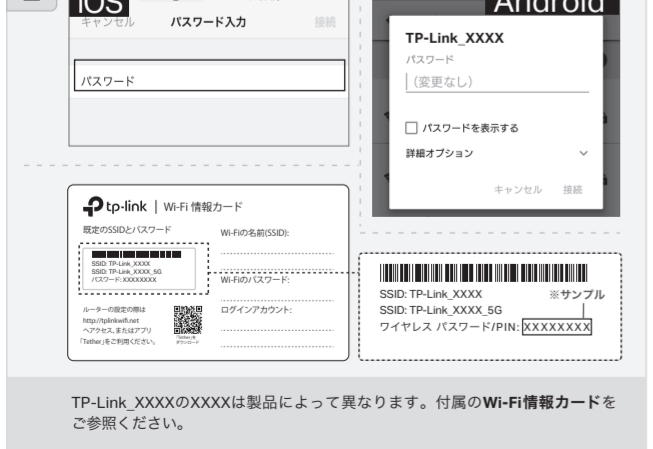 iOS
キャンセル パスワード入力 接続
パスワード
Android
TP-Link_XXXX
パスワード
(変更なし)
パスワードを表示する
詳細オプション
キャンセル 接続
tp-link | Wi-Fi 情報カード
既定のSSIDとパスワード
SSID: TP-Link_XXXX
SSID: TP-Link_XXXX_5G
パスワード: XXXXXXXX
ルーターの設定の際は
http://tplinkwifi.net
へアクセス、またはアプリ
「Tether」をご利用ください。
「Tether」を
ダウンロード
Wi-Fiの名前(SSID):
Wi-Fiのパスワード:
ログインアカウント:
SSID: TP-Link_XXXX ※サンプル
SSID: TP-Link_XXXX_5G
ワイヤレス パスワード/PIN: XXXXXXXX
TP-Link_XXXXのXXXXは製品によって異なります。付属のWi-Fi情報カードを
ご参照ください。